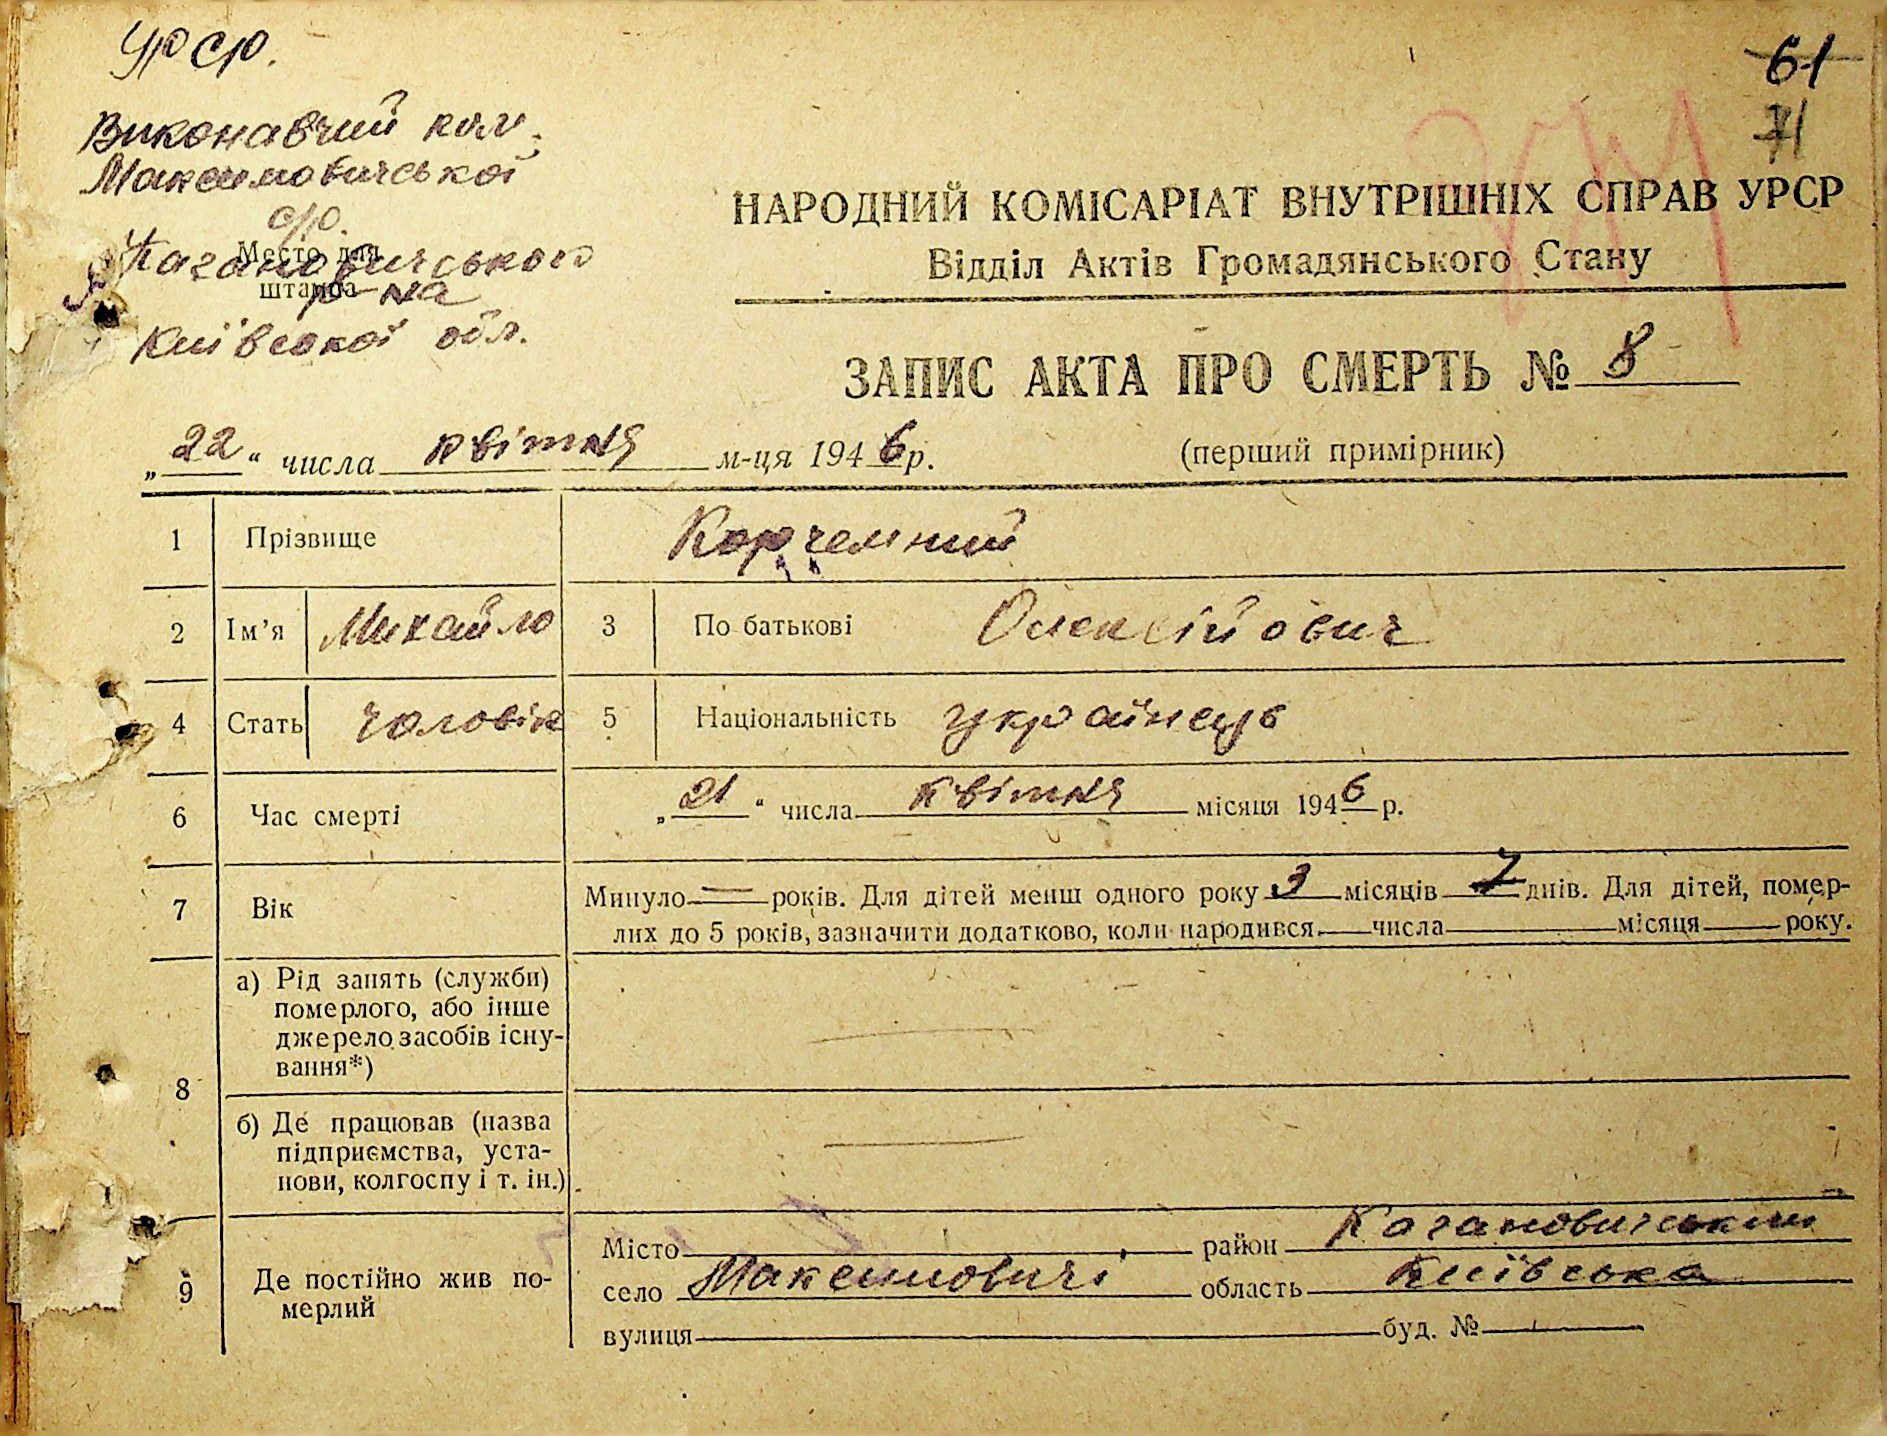 УРСР.
61
71
Виконавчий ком.
Максимовичської
с/р.
Кагановичського
Место для
штампа
р-на
Київської обл.
НАРОДНИЙ КОМІСАРІАТ ВНУТРІШНІХ СПРАВ УРСР
Відділ Актів Громадянського Стану
ЗАПИС АКТА ПРО СМЕРТЬ № 8
„22“ числа квітня м-ця 1946 р. (перший примірник)
1 Прізвище Корчемний
2 Ім’я Михайло 3 По батькові Олексійович
4 Стать чоловік 5 Національність українець
6 Час смерті „21“ числа квітня місяця 1946 р.
7 Вік Минуло — років. Для дітей менш одного року 3 місяців 7 днів. Для дітей, помер-
лих до 5 років, зазначити додатково, коли народився числа місяця року.
8 а) Рід занять (служби)
померлого, або інше
джерело засобів існу-
вання*)
б) Де працював (назва
підприємства, уста-
нови, колгоспу і т. ін.)
9 Де постійно жив по-
мерлий
Місто район Кагановичський
село Максимовичі область Київська
вулиця буд. №